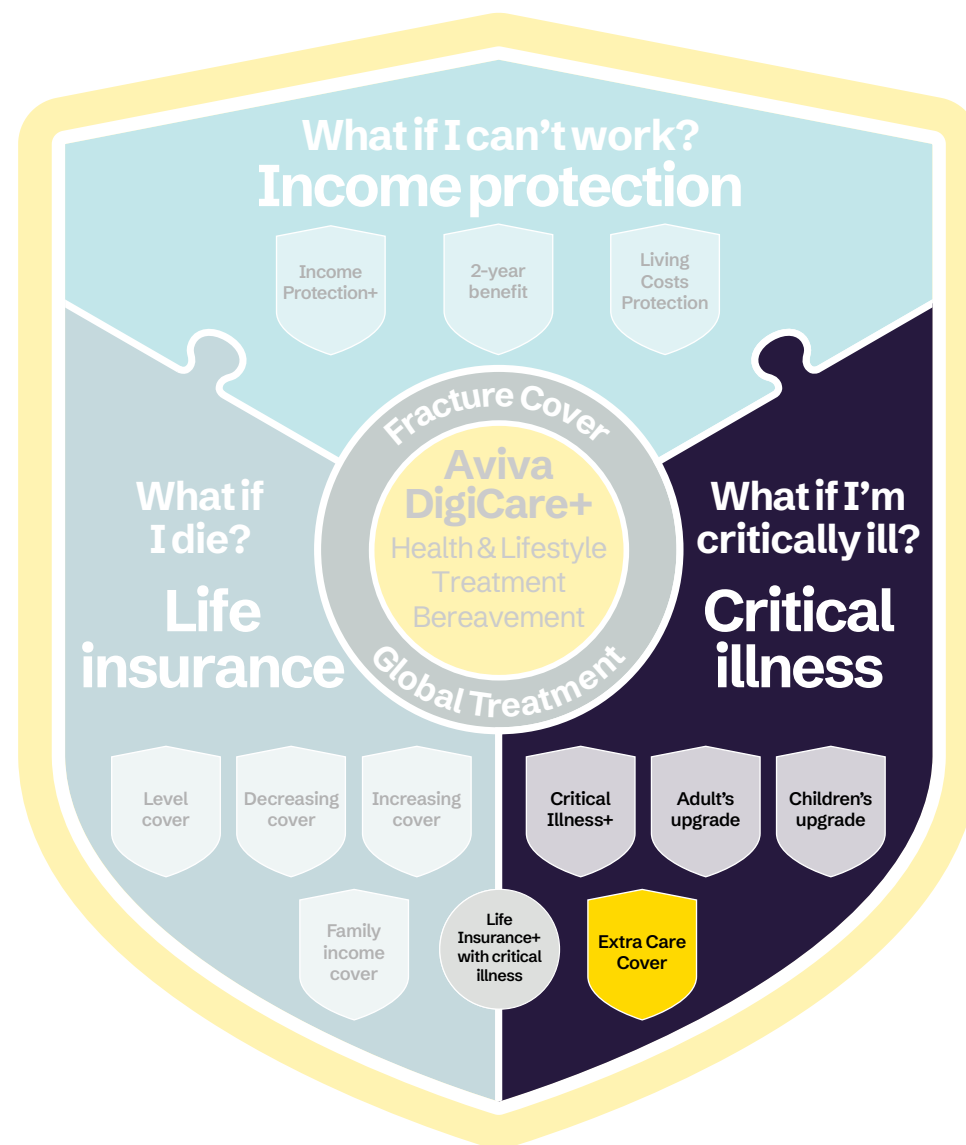 What if I can’t work?
Income protection
Income
Protection+
2-year
benefit
Living
Costs
Protection
Fracture Cover
Aviva
DigiCare+
Health & Lifestyle
Treatment
Bereavement
Global Treatment
What if
I die?
Life
insurance
What if I’m
critically ill?
Critical
illness
Level
cover
Decreasing
cover
Increasing
cover
Critical
Illness+
Adult’s
upgrade
Children’s
upgrade
Family
income
cover
Life
Insurance+
with critical
illness
Extra Care
Cover